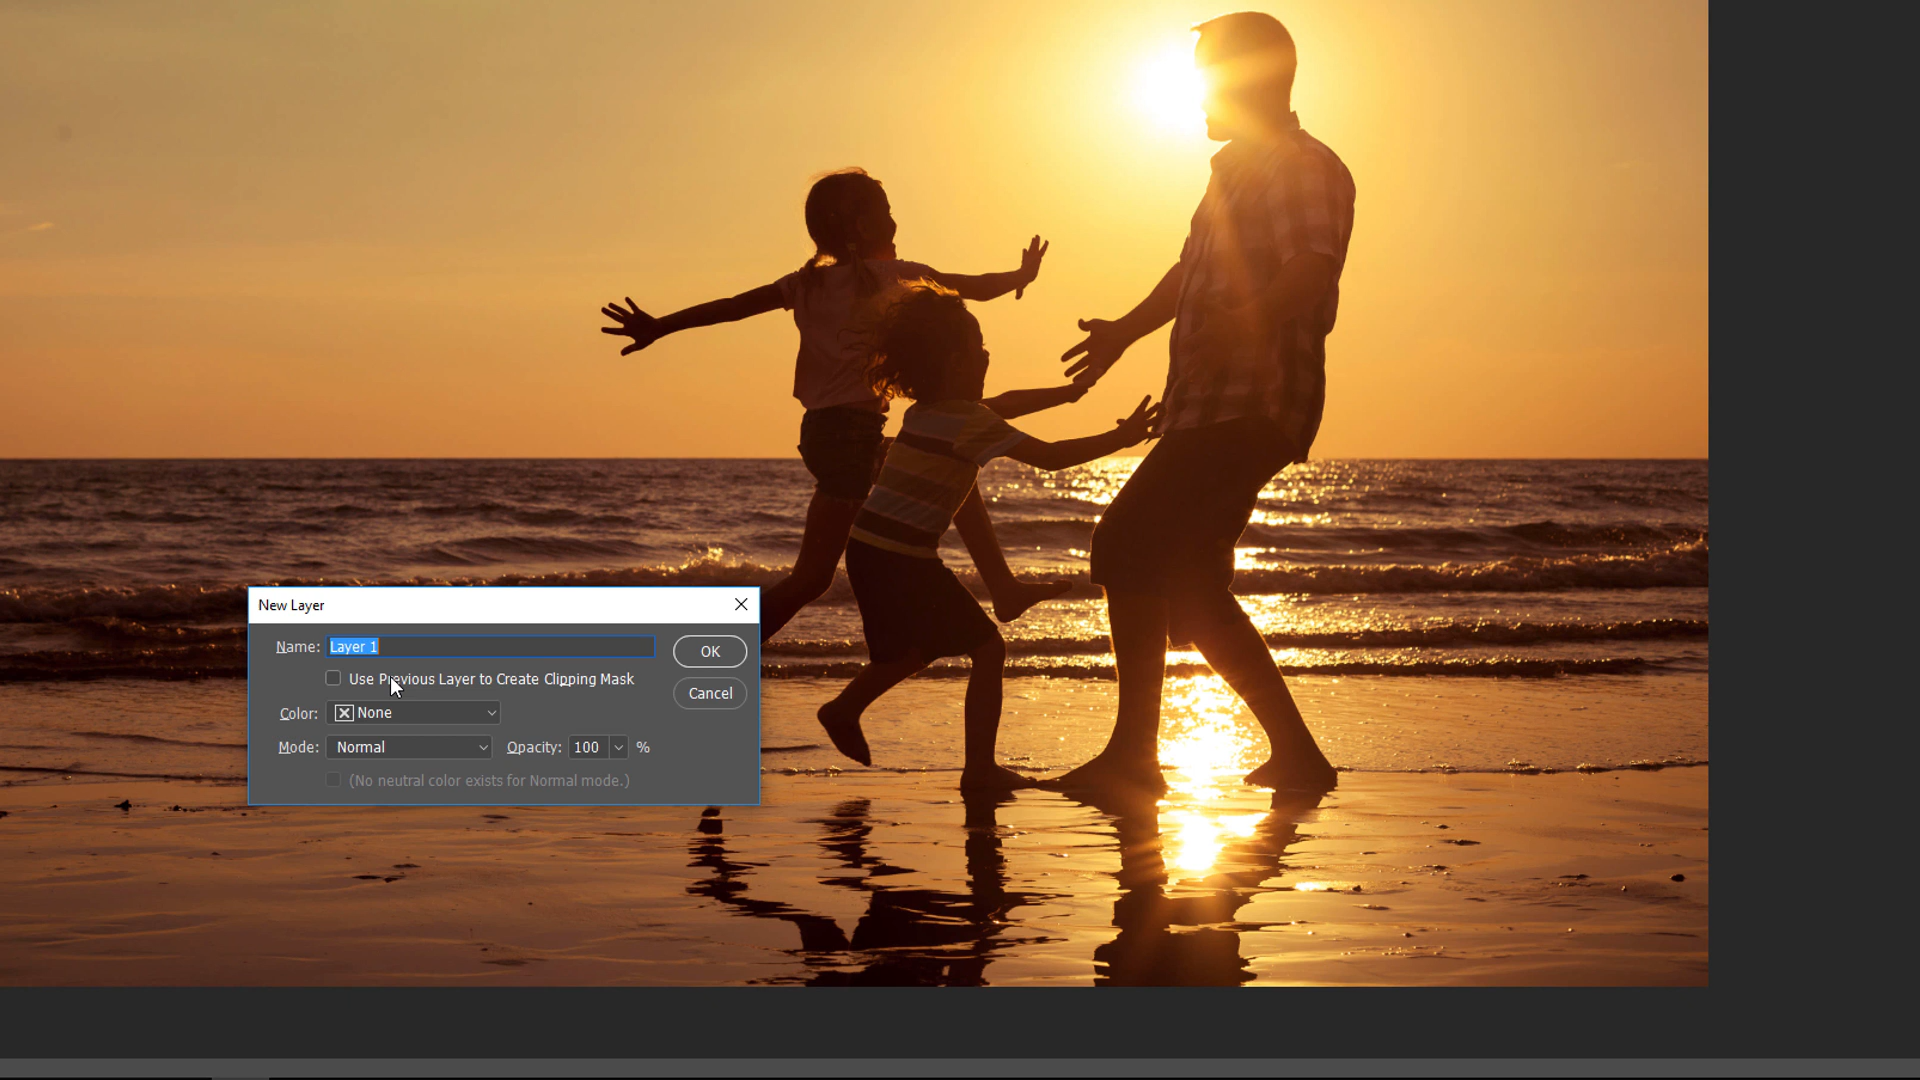 New Layer
Name: Layer 1
OK
Use Previous Layer to Create Clipping Mask
Cancel
Color: None
Mode: Normal Opacity: 100 %
(No neutral color exists for Normal mode.)